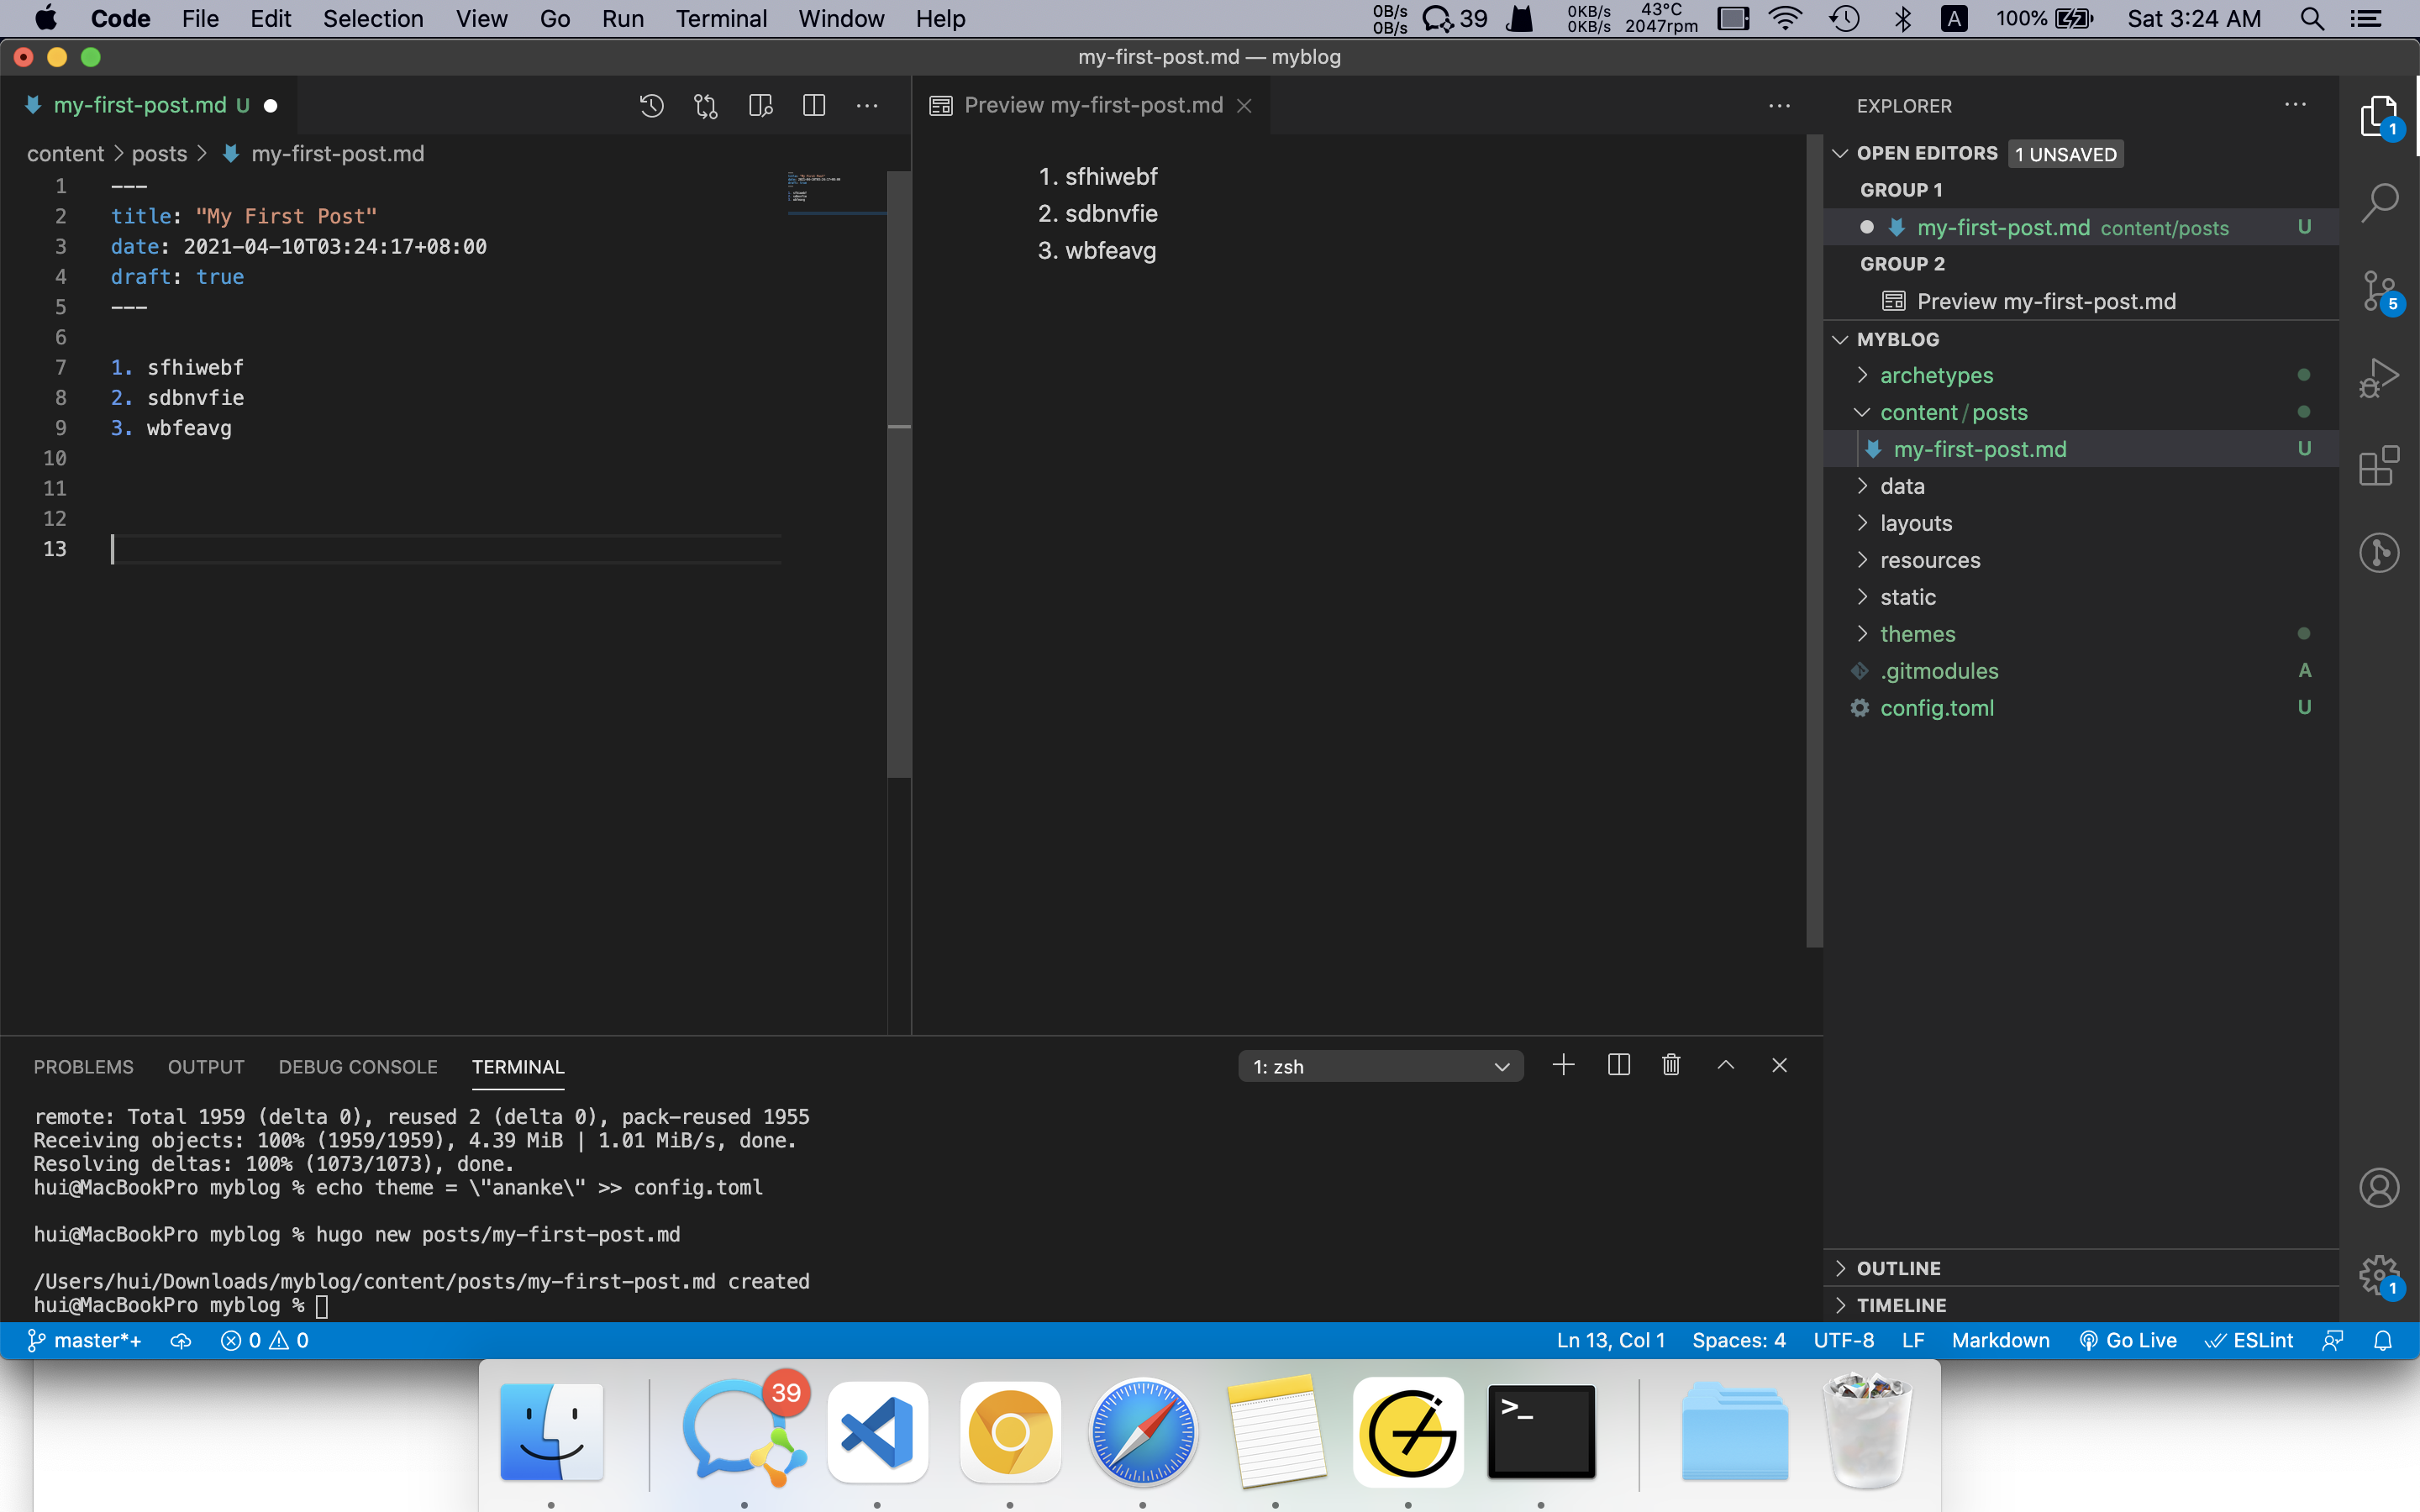 Code File Edit Selection View Go Run Terminal Window Help
0B/s 0B/s 39 0KB/s 0KB/s 43°C 2047rpm A 100% Sat 3:24 AM
my-first-post.md — myblog
my-first-post.md U
Preview my-first-post.md
content > posts > my-first-post.md
1 ---
2 title: "My First Post"
3 date: 2021-04-10T03:24:17+08:00
4 draft: true
5 ---
6
7 1. sfhiwebf
8 2. sdbnvfie
9 3. wbfeavg
10
11
12
13
1. sfhiwebf
2. sdbnvfie
3. wbfeavg
EXPLORER
OPEN EDITORS 1 UNSAVED
GROUP 1
my-first-post.md content/posts U
GROUP 2
Preview my-first-post.md
MYBLOG
archetypes
content/posts
my-first-post.md U
data
layouts
resources
static
themes
.gitmodules A
config.toml U
OUTLINE
TIMELINE
1
5
1
PROBLEMS OUTPUT DEBUG CONSOLE TERMINAL
1: zsh
remote: Total 1959 (delta 0), reused 2 (delta 0), pack-reused 1955
Receiving objects: 100% (1959/1959), 4.39 MiB | 1.01 MiB/s, done.
Resolving deltas: 100% (1073/1073), done.
hui@MacBookPro myblog % echo theme = \"ananke\" >> config.toml
hui@MacBookPro myblog % hugo new posts/my-first-post.md
/Users/hui/Downloads/myblog/content/posts/my-first-post.md created
hui@MacBookPro myblog %
master*+ 0 0 Ln 13, Col 1 Spaces: 4 UTF-8 LF Markdown Go Live ESLint
39
>_